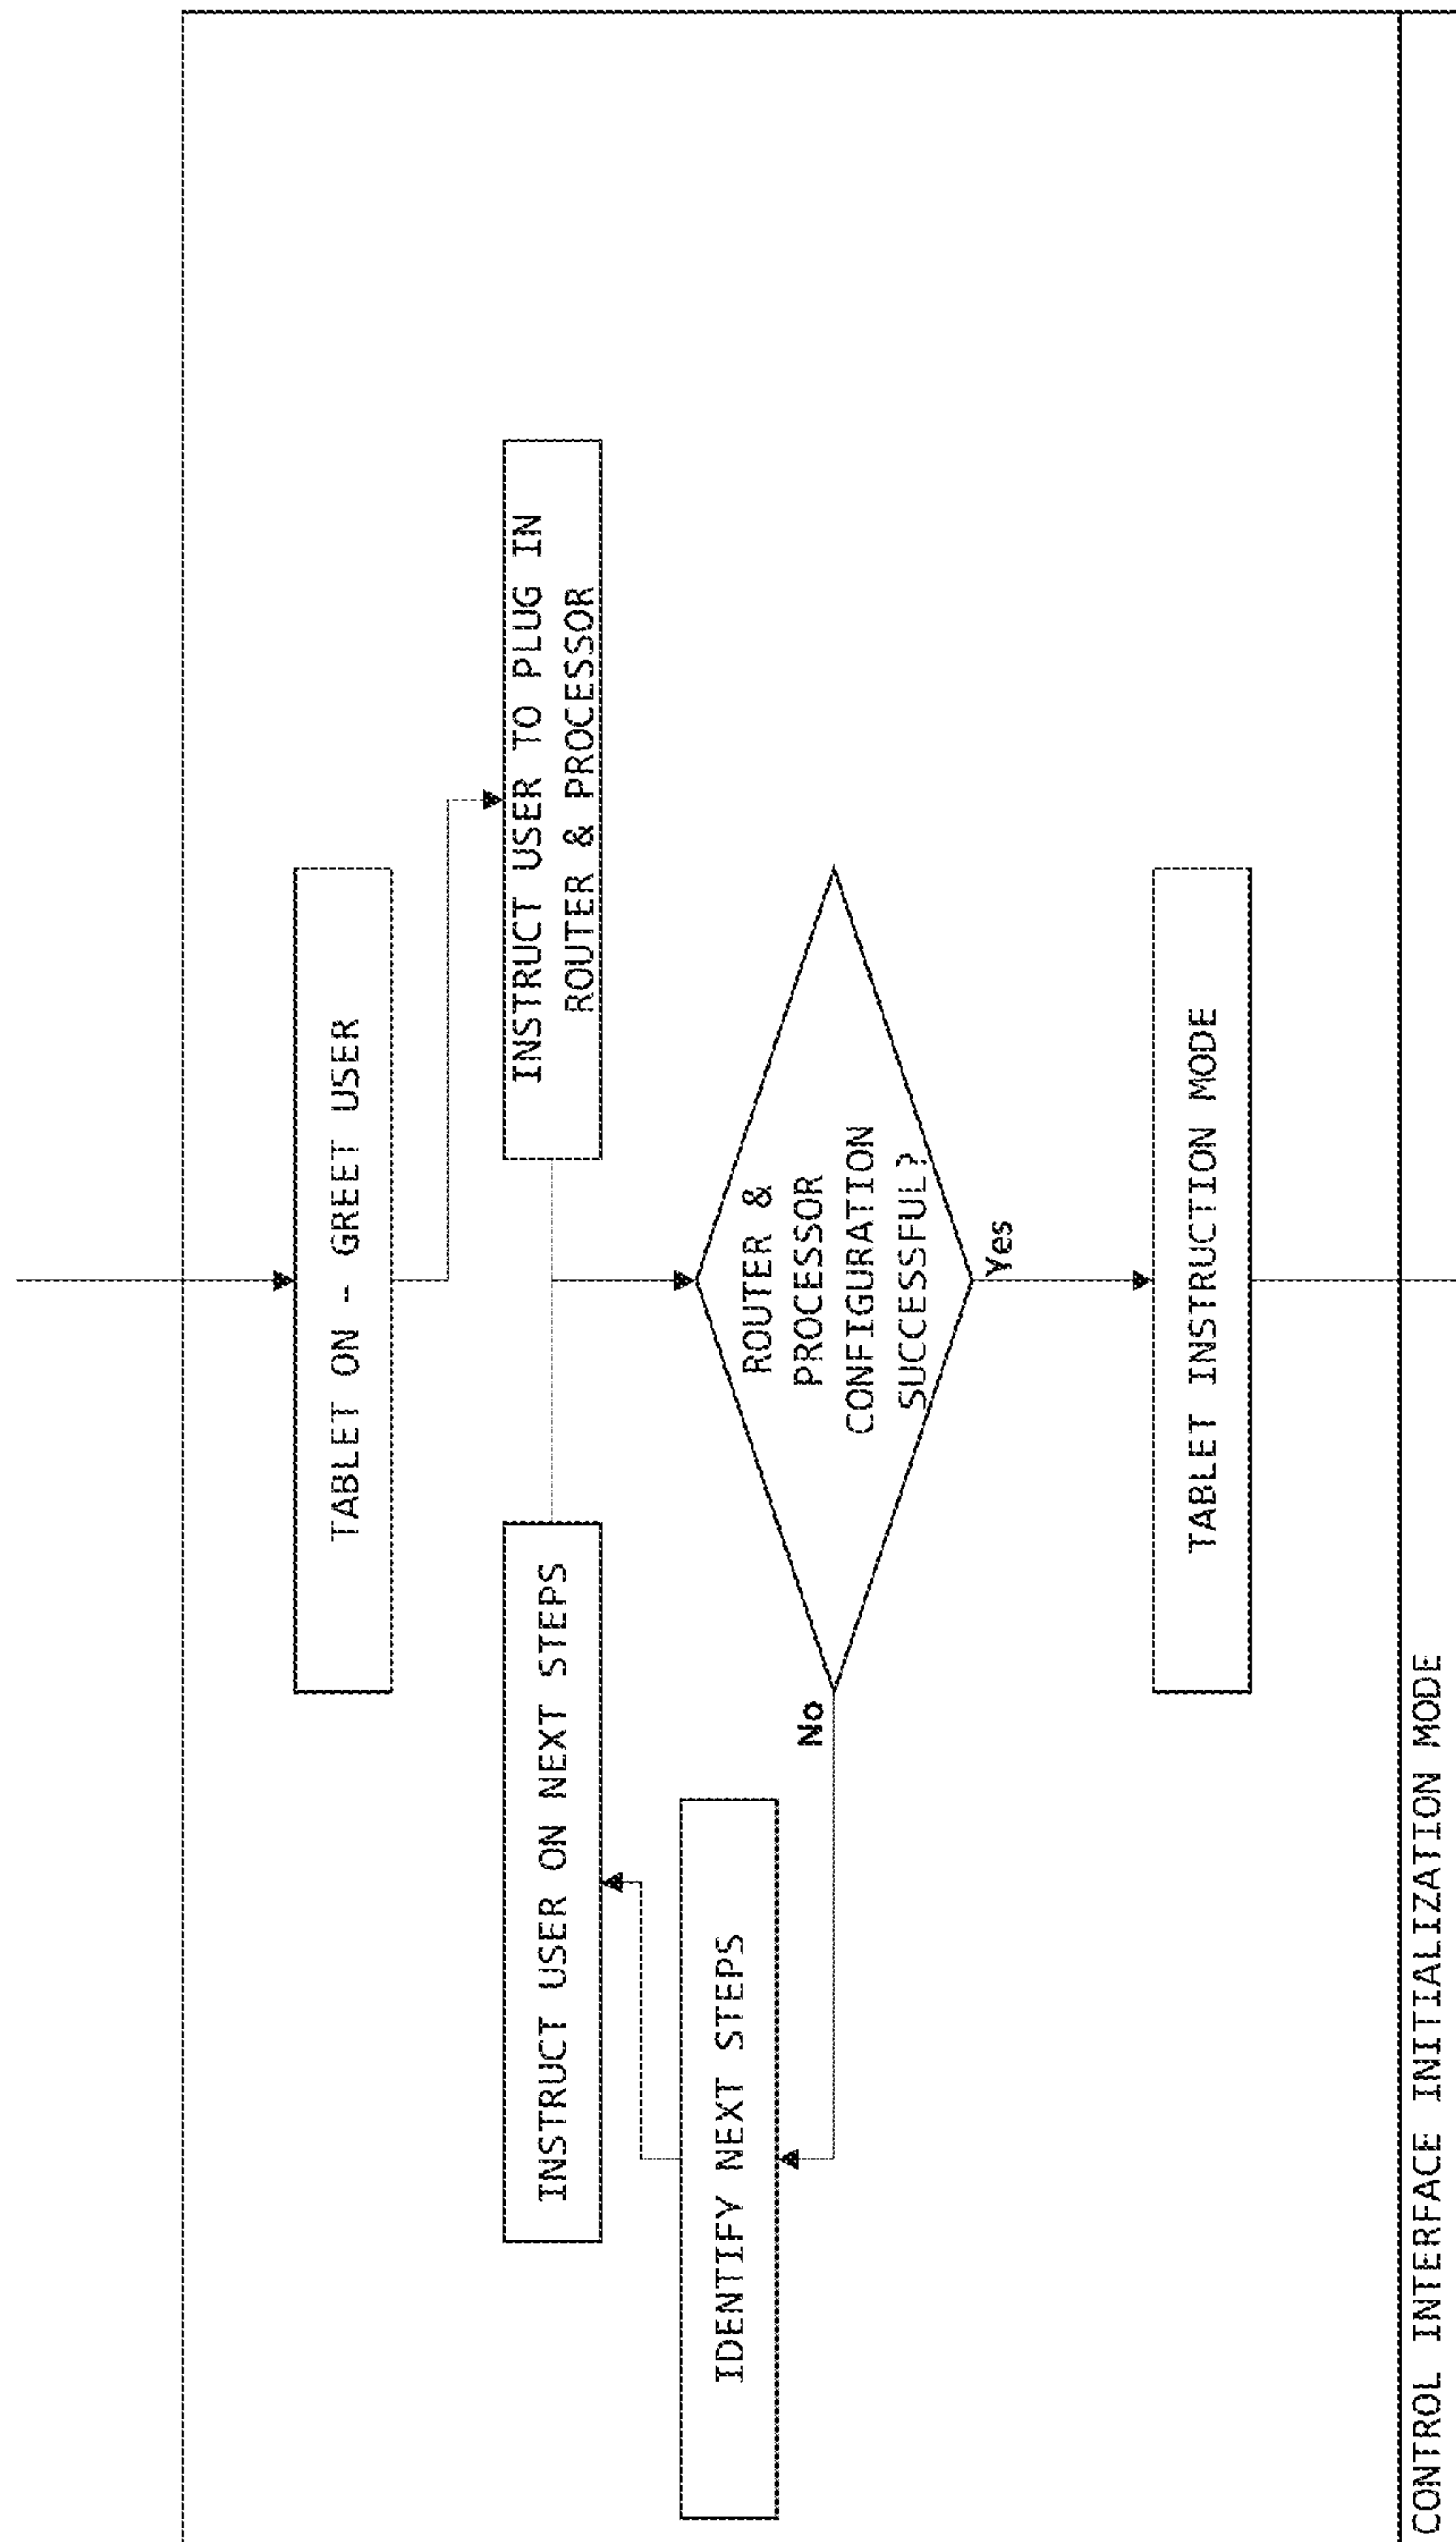 TABLET ON - GREET USER
INSTRUCT USER TO PLUG IN
ROUTER & PROCESSOR
INSTRUCT USER ON NEXT STEPS
IDENTIFY NEXT STEPS
ROUTER &
PROCESSOR
CONFIGURATION
SUCCESSFUL?
No
Yes
TABLET INSTRUCTION MODE
CONTROL INTERFACE INITIALIZATION MODE